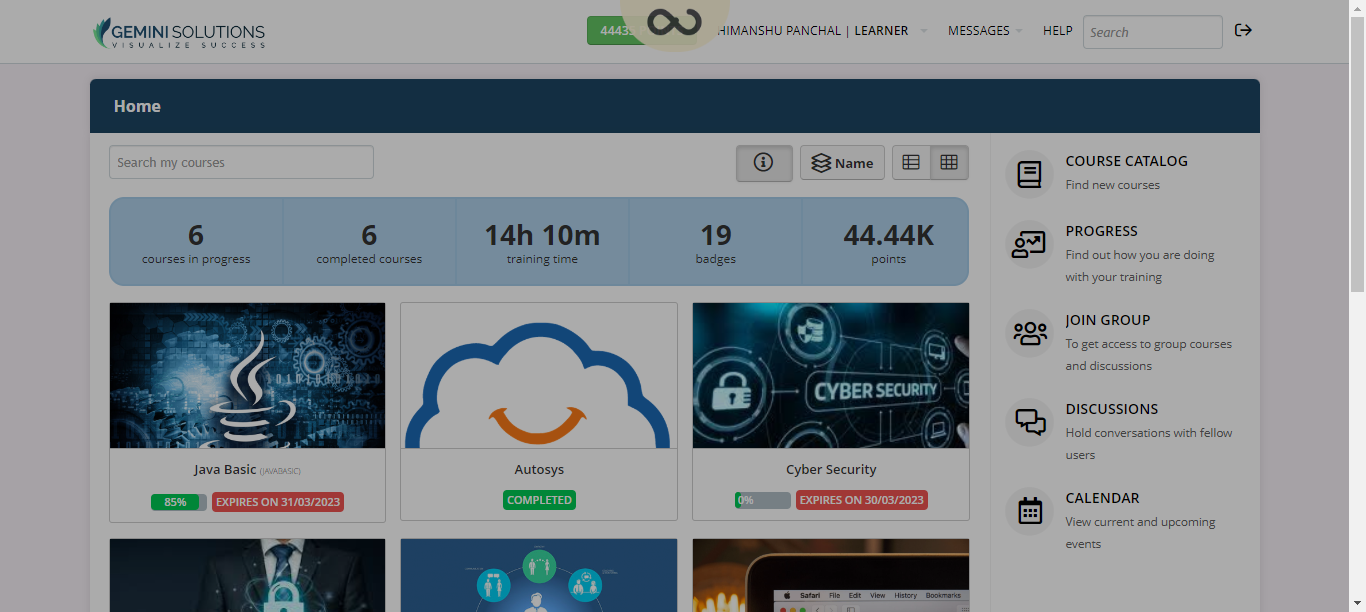 GEMINI SOLUTIONS
VISUALIZE SUCCESS
HIMANSHU PANCHAL | LEARNER
MESSAGES
HELP
Search
Home
Search my courses
Name
6
courses in progress
6
completed courses
14h 10m
training time
19
badges
44.44K
points
COURSE CATALOG
Find new courses
PROGRESS
Find out how you are doing
with your training
JOIN GROUP
To get access to group courses
and discussions
DISCUSSIONS
Hold conversations with fellow
users
CALENDAR
View current and upcoming
events
CYBER SECURITY
Java Basic (JAVABASIC)
85% EXPIRES ON 31/03/2023
Autosys
COMPLETED
Cyber Security
0% EXPIRES ON 30/03/2023
Safari File Edit View History Bookmarks